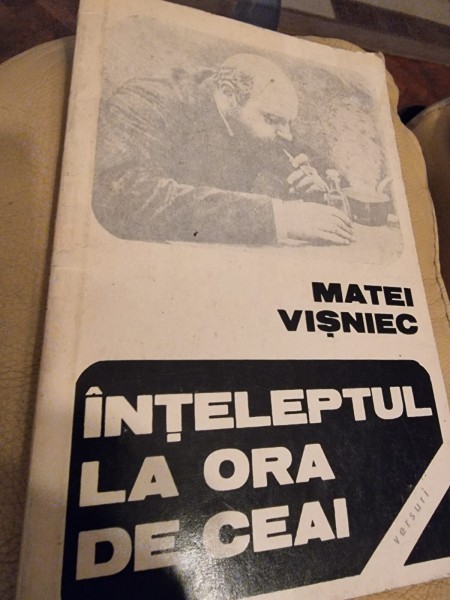 MATEI
VIȘNIEC
ÎNȚELEPTUL
LA ORA
DE CEAI
versuri